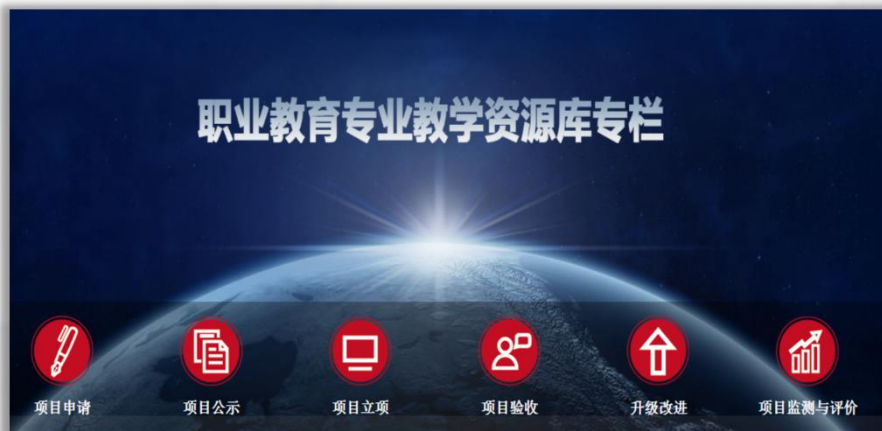 职业教育专业教学资源库专栏
项目申请
项目公示
项目立项
项目验收
升级改进
项目监测与评价